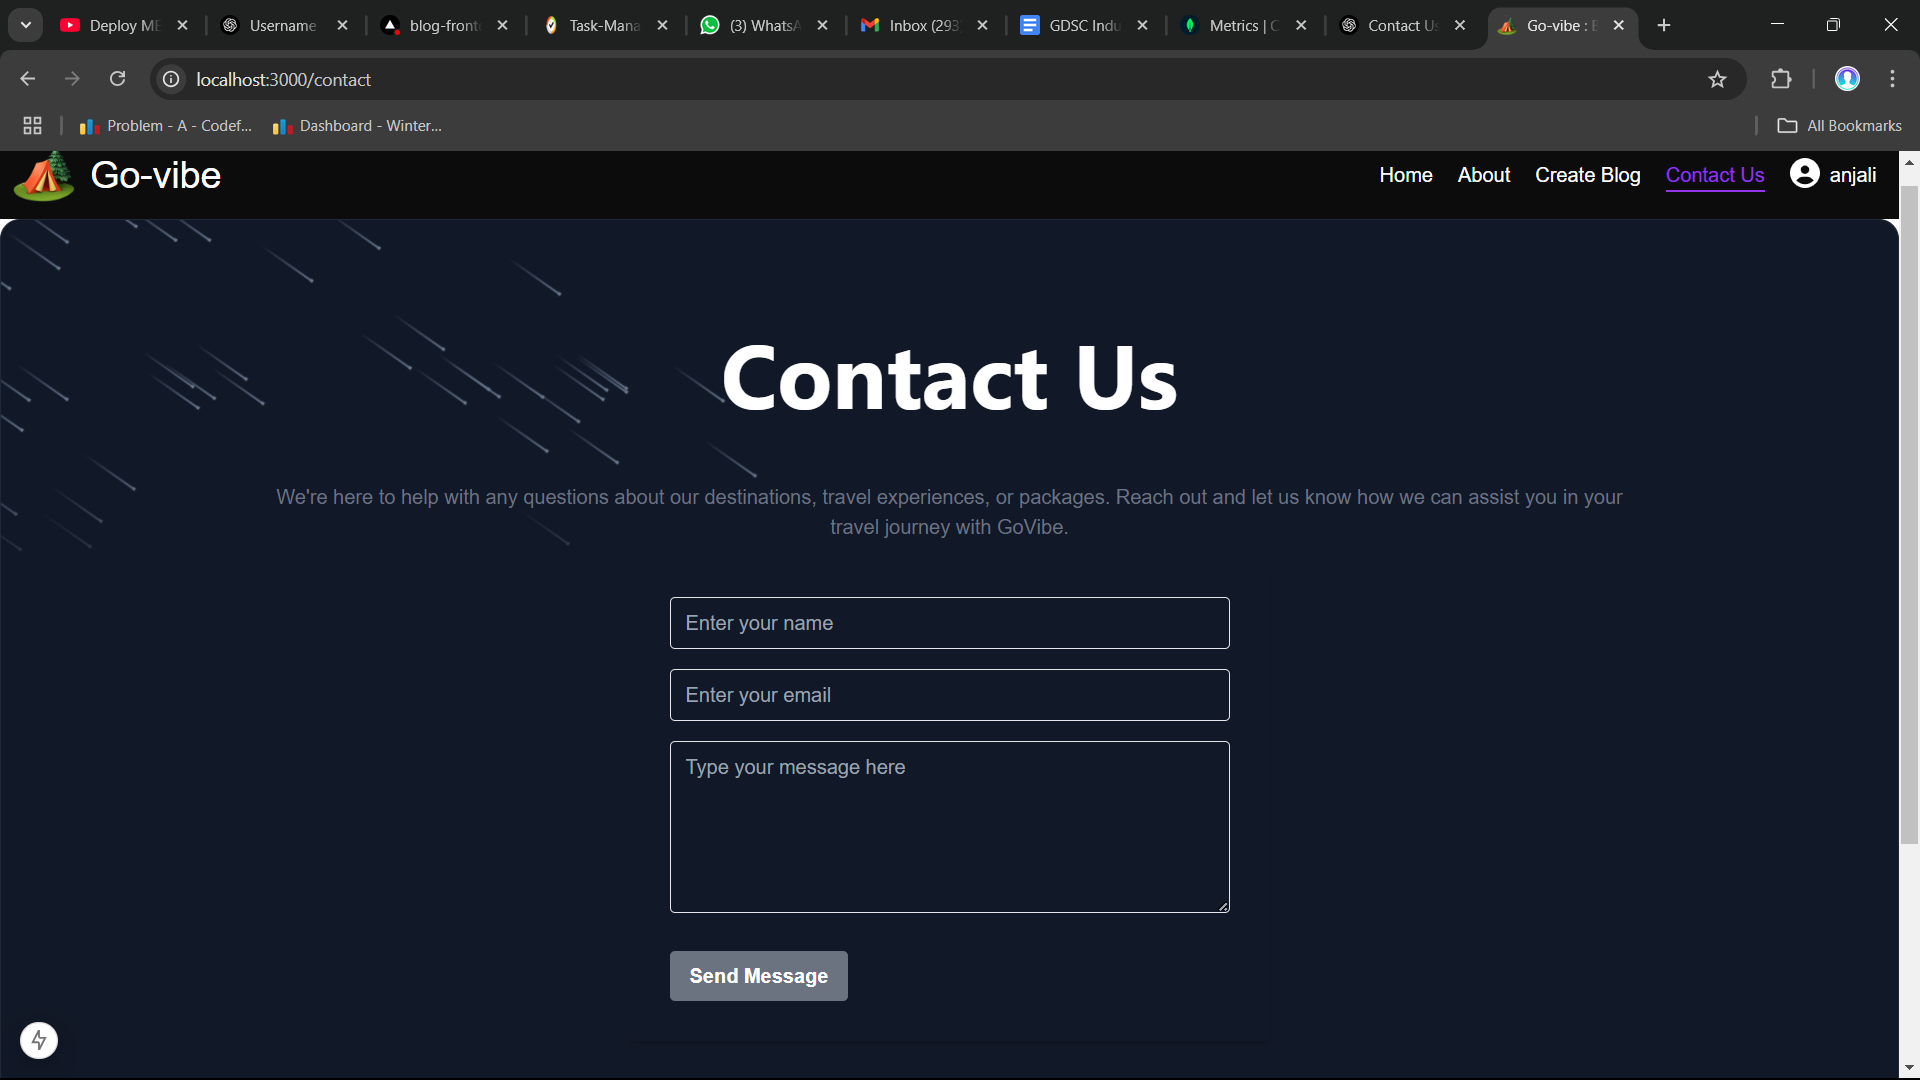 Deploy ME
Username
blog-front
Task-Mana
(3) WhatsA
Inbox (293
GDSC Indu
Metrics | C
Contact Us
Go-vibe : E
localhost:3000/contact
Problem - A - Codef...
Dashboard - Winter...
All Bookmarks
Go-vibe
Home
About
Create Blog
Contact Us
anjali
Contact Us
We're here to help with any questions about our destinations, travel experiences, or packages. Reach out and let us know how we can assist you in your
travel journey with GoVibe.
Enter your name
Enter your email
Type your message here
Send Message